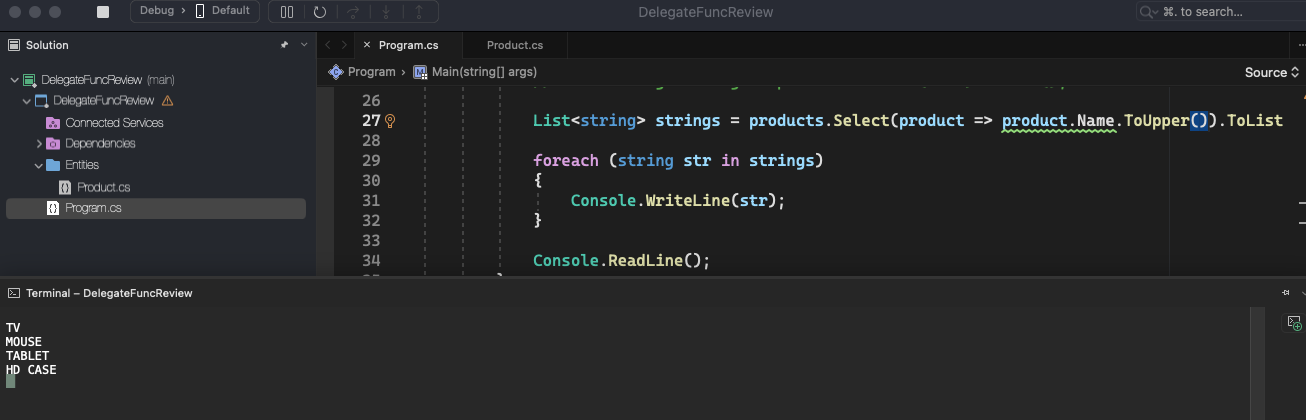 Debug > Default
DelegateFuncReview
⌘. to search...
Solution
Program.cs
Product.cs
DelegateFuncReview (main)
DelegateFuncReview
Connected Services
Dependencies
Entities
Product.cs
Program.cs
Program > Main(string[] args)
Source
26
27 List<string> strings = products.Select(product => product.Name.ToUpper()).ToList
28
29 foreach (string str in strings)
30 {
31 Console.WriteLine(str);
32 }
33
34 Console.ReadLine();
Terminal – DelegateFuncReview
TV
MOUSE
TABLET
HD CASE